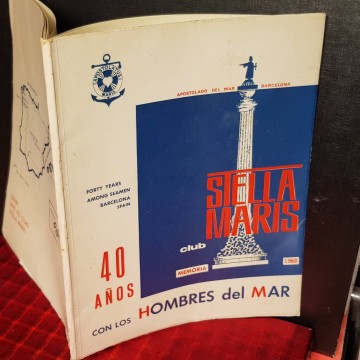 APOSTOLADO DEL MAR BARCELONA
FORTY YEARS
AMONG SEAMEN
BARCELONA
SPAIN
STELLA
MARIS
club
MEMORIA
40
AÑOS
CON LOS HOMBRES del MAR